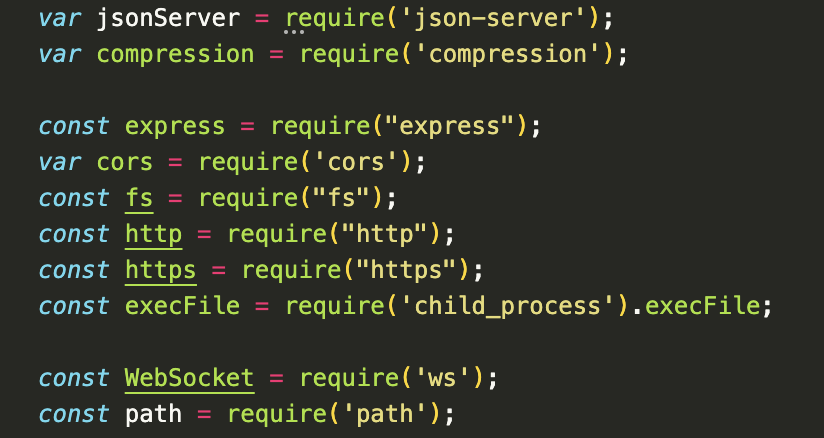 var jsonServer = require('json-server');
var compression = require('compression');
const express = require("express");
var cors = require('cors');
const fs = require("fs");
const http = require("http");
const https = require("https");
const execFile = require('child_process').execFile;
const WebSocket = require('ws');
const path = require('path');